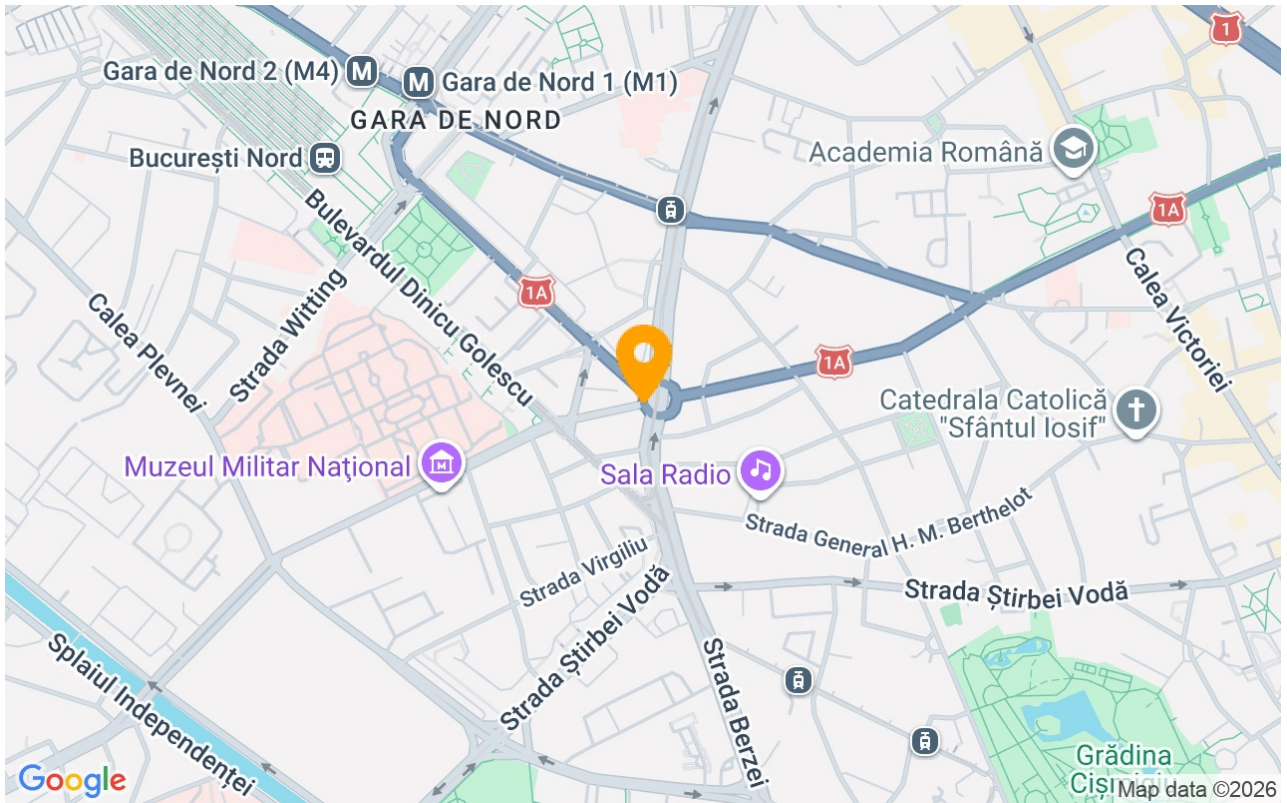 1
Gara de Nord 2 (M4)
M
M
Gara de Nord 1 (M1)
GARA DE NORD
București Nord
Academia Română
1A
Bulevardul Dinicu Golescu
Strada Witting
Calea Plevnei
1A
Calea Victoriei
1A
Catedrala Catolică
"Sfântul Iosif"
Muzeul Militar Național
M
Sala Radio
Strada General H. M. Berthelot
Strada Virgiliu
Strada Știrbei Vodă
Strada Știrbei Vodă
Strada Berzei
Splaiul Independenței
Grădina
Cișmigiu
Google
Map data ©2026